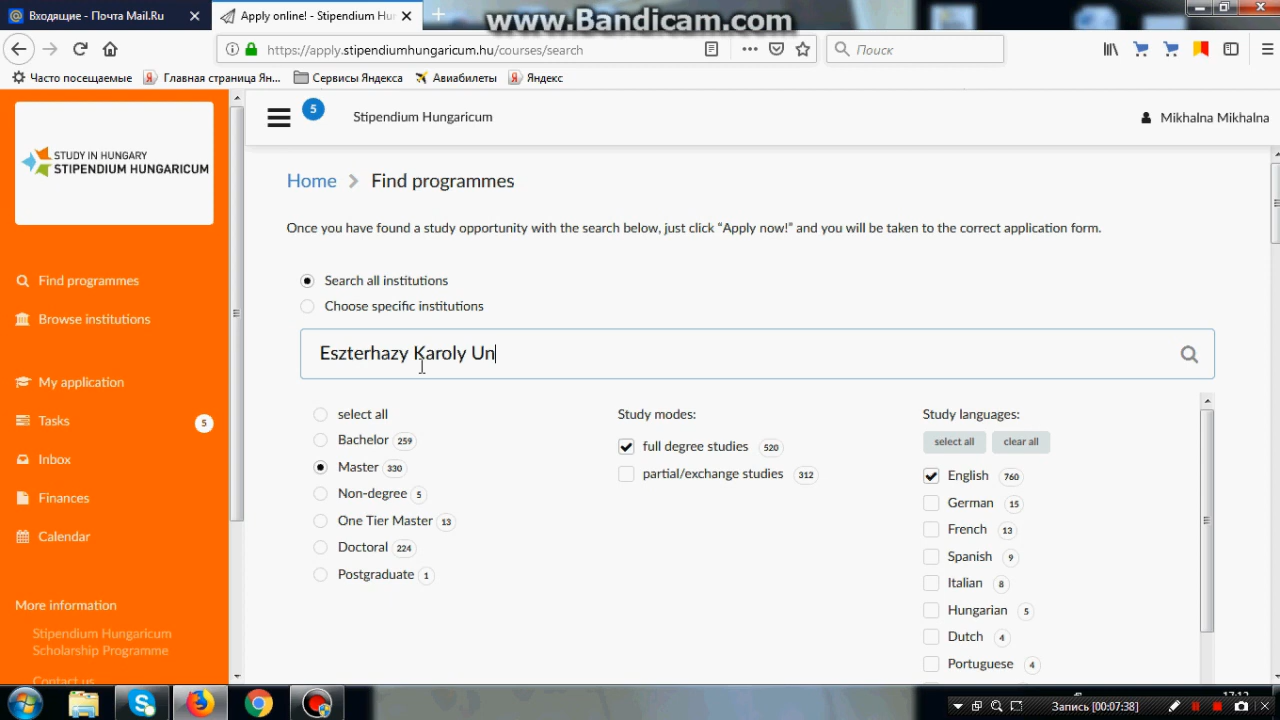 www.Bandicam.com
Входящие - Почта Mail.Ru
Apply online! - Stipendium Hu
https://apply.stipendiumhungaricum.hu/courses/search
Поиск
Часто посещаемые
Главная страница Ян...
Сервисы Яндекса
Авиабилеты
Яндекс
STUDY IN HUNGARY
STIPENDIUM HUNGARICUM
5
Stipendium Hungaricum
Mikhalna Mikhalna
Home > Find programmes
Once you have found a study opportunity with the search below, just click “Apply now!” and you will be taken to the correct application form.
Search all institutions
Choose specific institutions
Eszterhazy Karoly Un
Find programmes
Browse institutions
My application
Tasks 5
Inbox
Finances
Calendar
More information
Stipendium Hungaricum
Scholarship Programme
Contact us
select all
Bachelor 259
Master 330
Non-degree 5
One Tier Master 13
Doctoral 224
Postgraduate 1
Study modes:
full degree studies 520
partial/exchange studies 312
Study languages:
select all clear all
English 760
German 15
French 13
Spanish 9
Italian 8
Hungarian 5
Dutch 4
Portuguese 4
Запись [00:07:38]